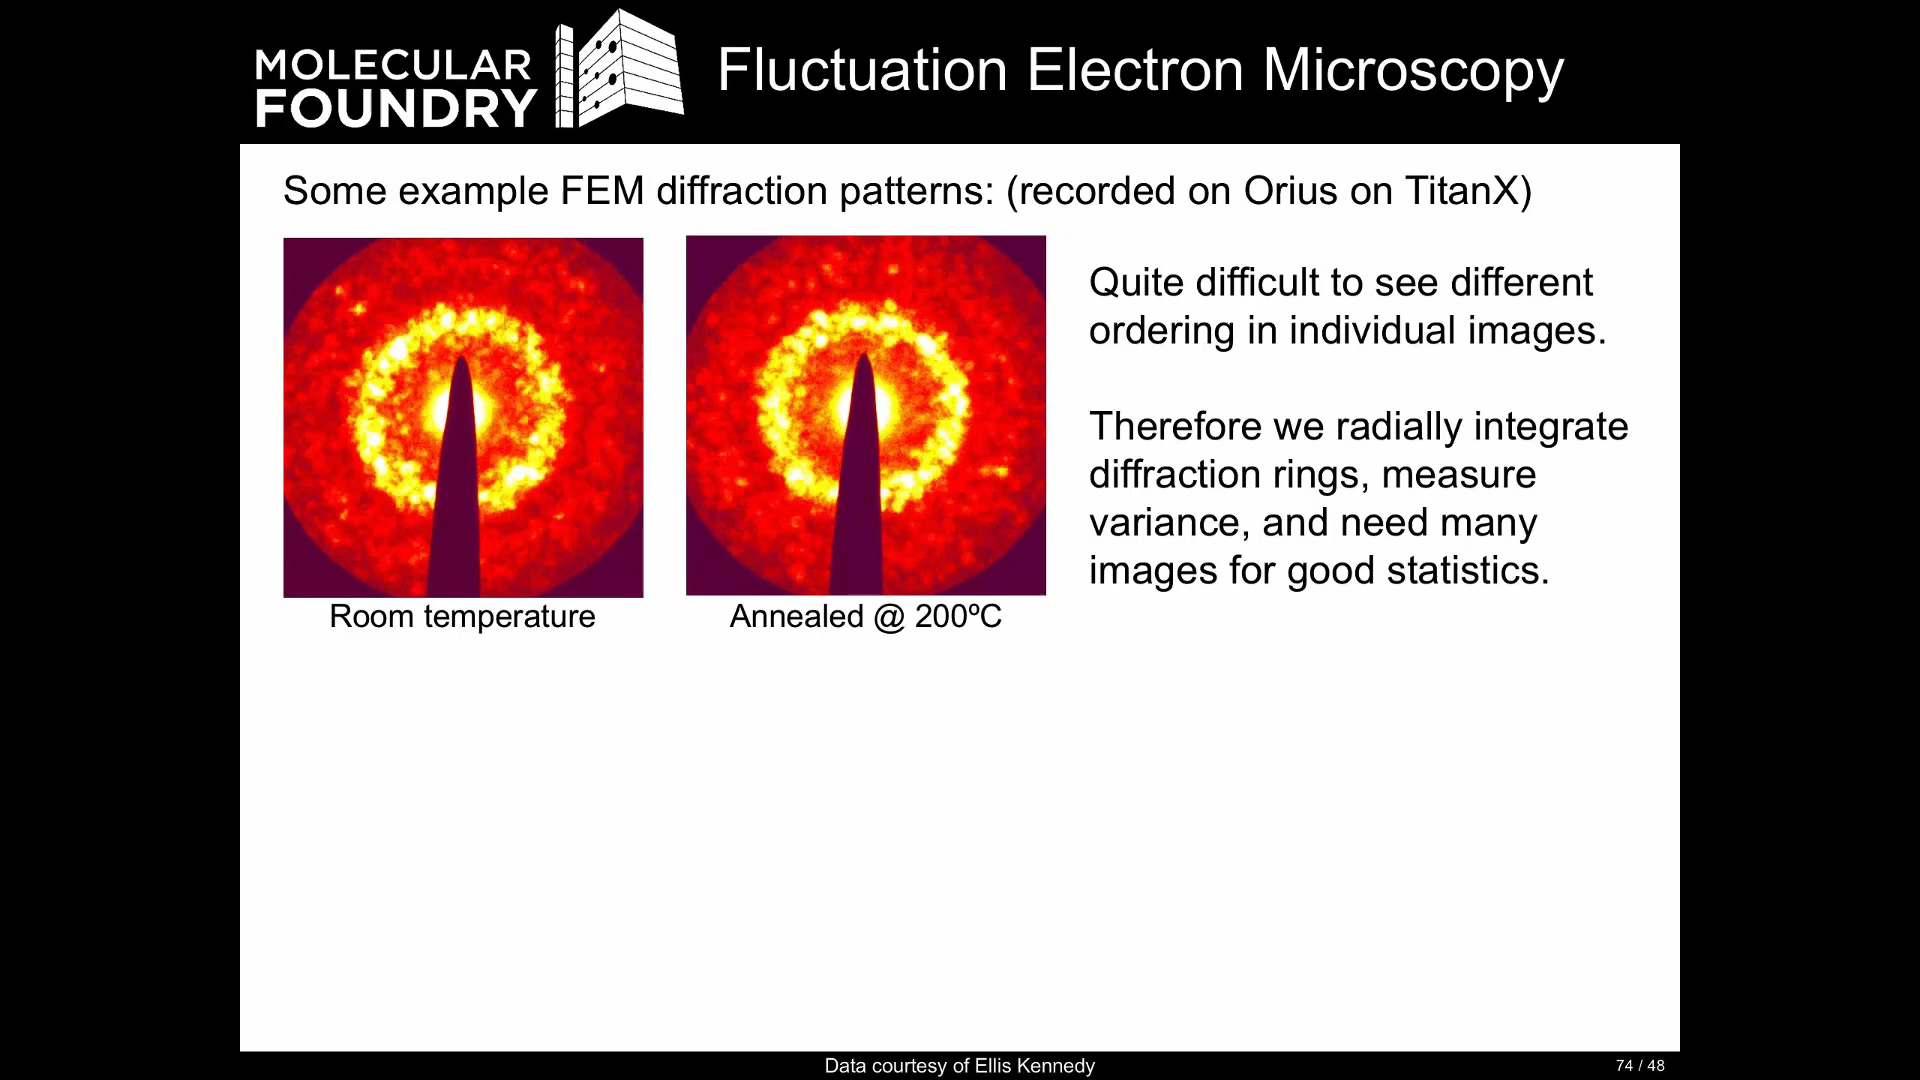 MOLECULAR
FOUNDRY
Fluctuation Electron Microscopy
Some example FEM diffraction patterns: (recorded on Orius on TitanX)
Quite difficult to see different
ordering in individual images.
Therefore we radially integrate
diffraction rings, measure
variance, and need many
images for good statistics.
Room temperature
Annealed @ 200ºC
Data courtesy of Ellis Kennedy
74 / 48